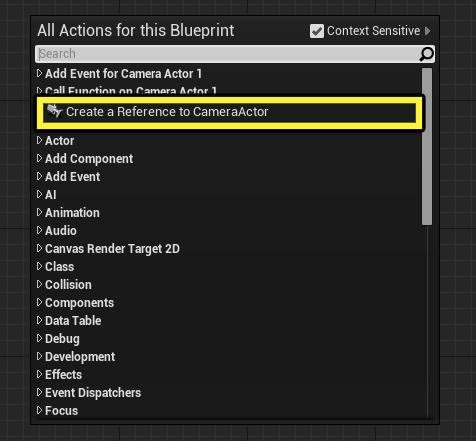 All Actions for this Blueprint Context Sensitive
Search
Add Event for Camera Actor 1
Call Function on Camera Actor 1
Create a Reference to CameraActor
Actor
Add Component
Add Event
AI
Animation
Audio
Canvas Render Target 2D
Class
Collision
Components
Data Table
Debug
Development
Effects
Event Dispatchers
Focus